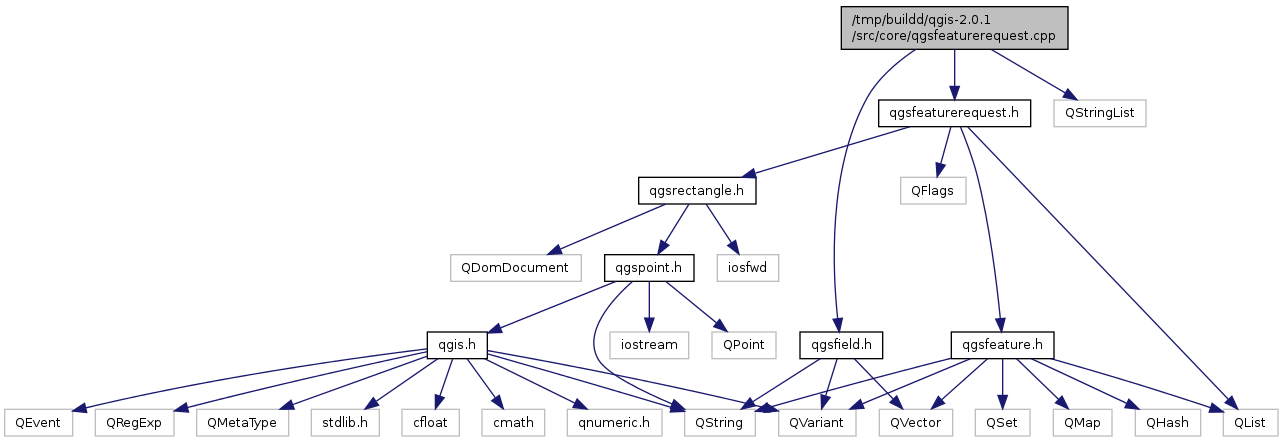 /tmp/buildd/qgis-2.0.1
/src/core/qgsfeaturerequest.cpp
qgsfeaturerequest.h
QStringList
qgsrectangle.h
QFlags
QDomDocument
qgspoint.h
iosfwd
qgis.h
iostream
QPoint
qgsfield.h
qgsfeature.h
QEvent
QRegExp
QMetaType
stdlib.h
cfloat
cmath
qnumeric.h
QString
QVariant
QVector
QSet
QMap
QHash
QList